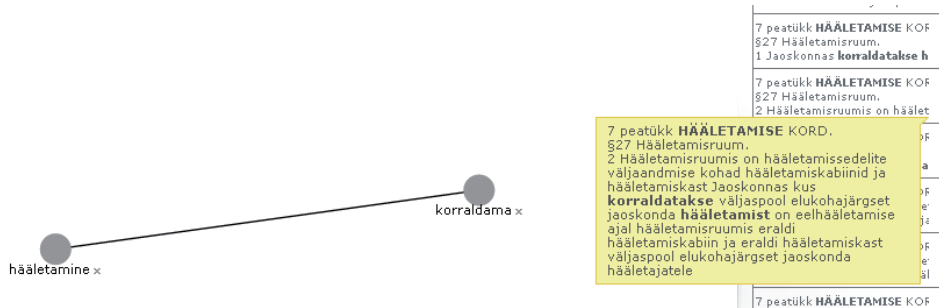 7 peatükk HÄÄLETAMISE KOR
§27 Hääletamisruum.
1 Jaoskonnas korraldatakse h
7 peatükk HÄÄLETAMISE KOR
§27 Hääletamisruum.
2 Hääletamisruumis on häälet
7 peatükk HÄÄLETAMISE KORD.
§27 Hääletamisruum.
2 Hääletamisruumis on hääletamissedelite
väljaandmise kohad hääletamiskabiinid ja
hääletamiskast Jaoskonnas kus
korraldatakse väljaspool elukohajärgset
jaoskonda hääletamist on eelhääletamise
ajal hääletamisruumis eraldi
hääletamiskabiin ja eraldi hääletamiskast
väljaspool elukohajärgset jaoskonda
hääletajatele
korraldama ×
hääletamine ×
7 peatükk HÄÄLETAMISE KOR